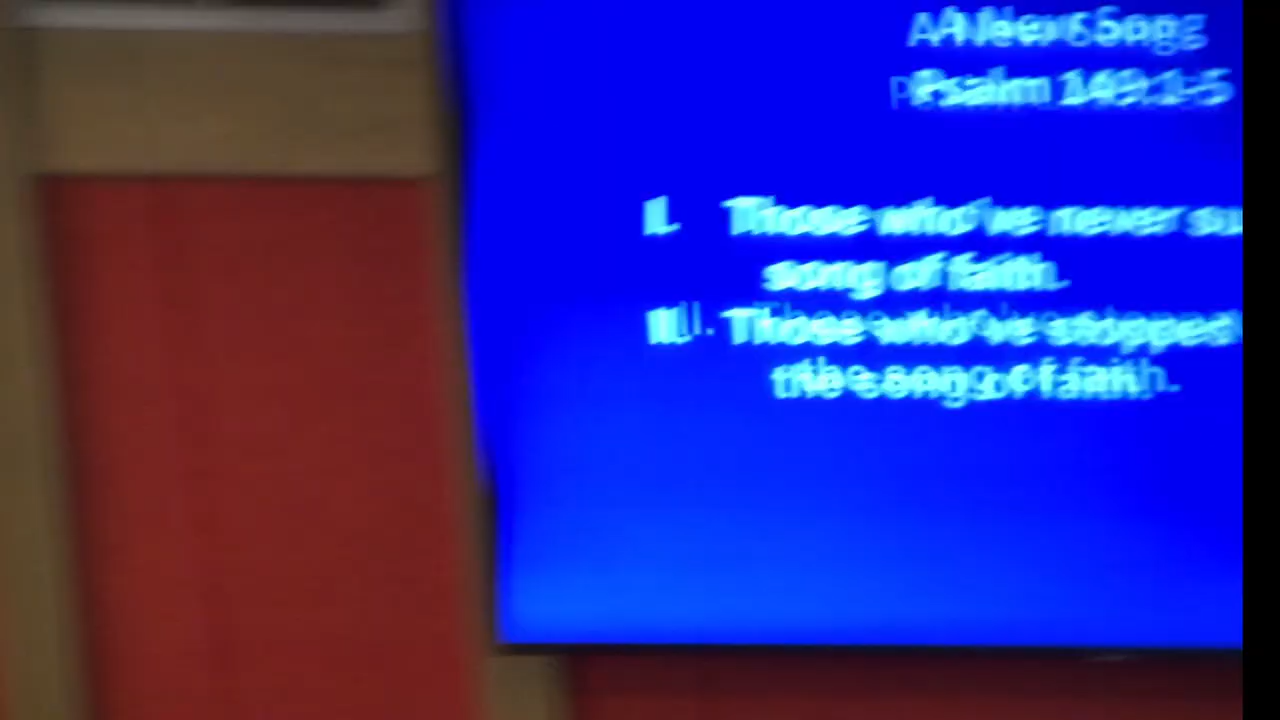 A New Song
Psalm 149:1-5
I. Those who've never su
song of faith.
II. Those who've stopped
the song of faith.